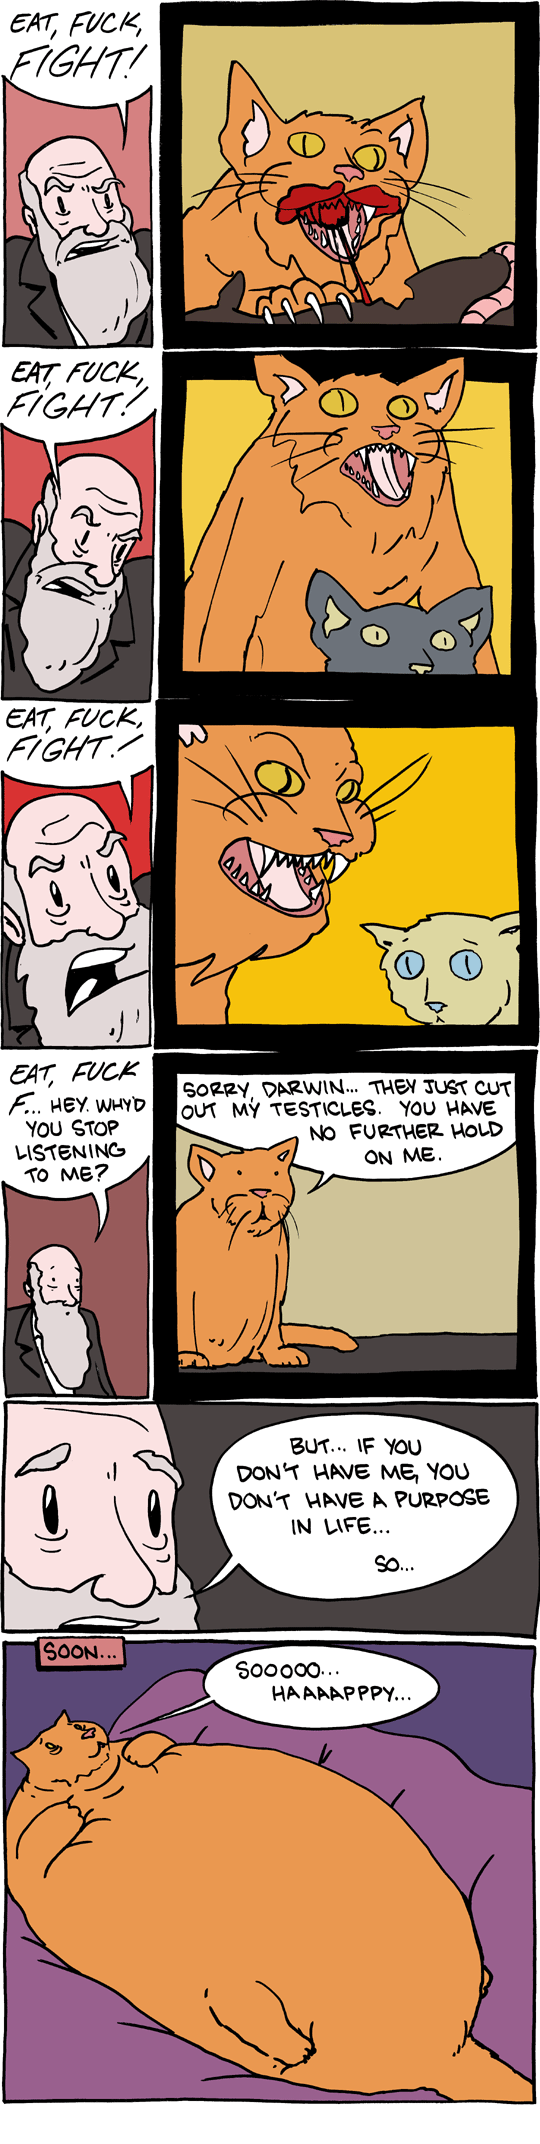 EAT, FUCK,
FIGHT!
EAT, FUCK,
FIGHT!
EAT, FUCK,
FIGHT!
EAT, FUCK
F... HEY. WHY'D
YOU STOP
LISTENING
TO ME?
SORRY, DARWIN... THEY JUST CUT
OUT MY TESTICLES. YOU HAVE
NO FURTHER HOLD
ON ME.
BUT... IF YOU
DON'T HAVE ME, YOU
DON'T HAVE A PURPOSE
IN LIFE...
SO...
SOON...
SOOOOO...
HAAAAPPPY...